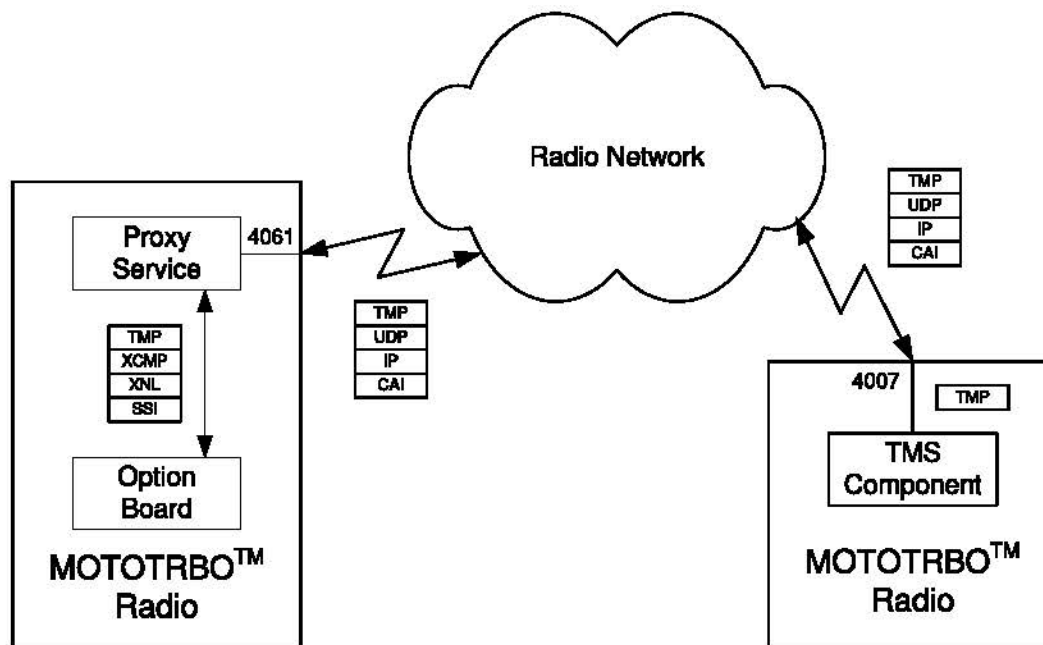 Radio Network
Proxy
Service
4061
TMP
XCMP
XNL
SSI
Option
Board
MOTOTRBO™
Radio
TMP
UDP
IP
CAI
TMP
UDP
IP
CAI
4007
TMP
TMS
Component
MOTOTRBO™
Radio